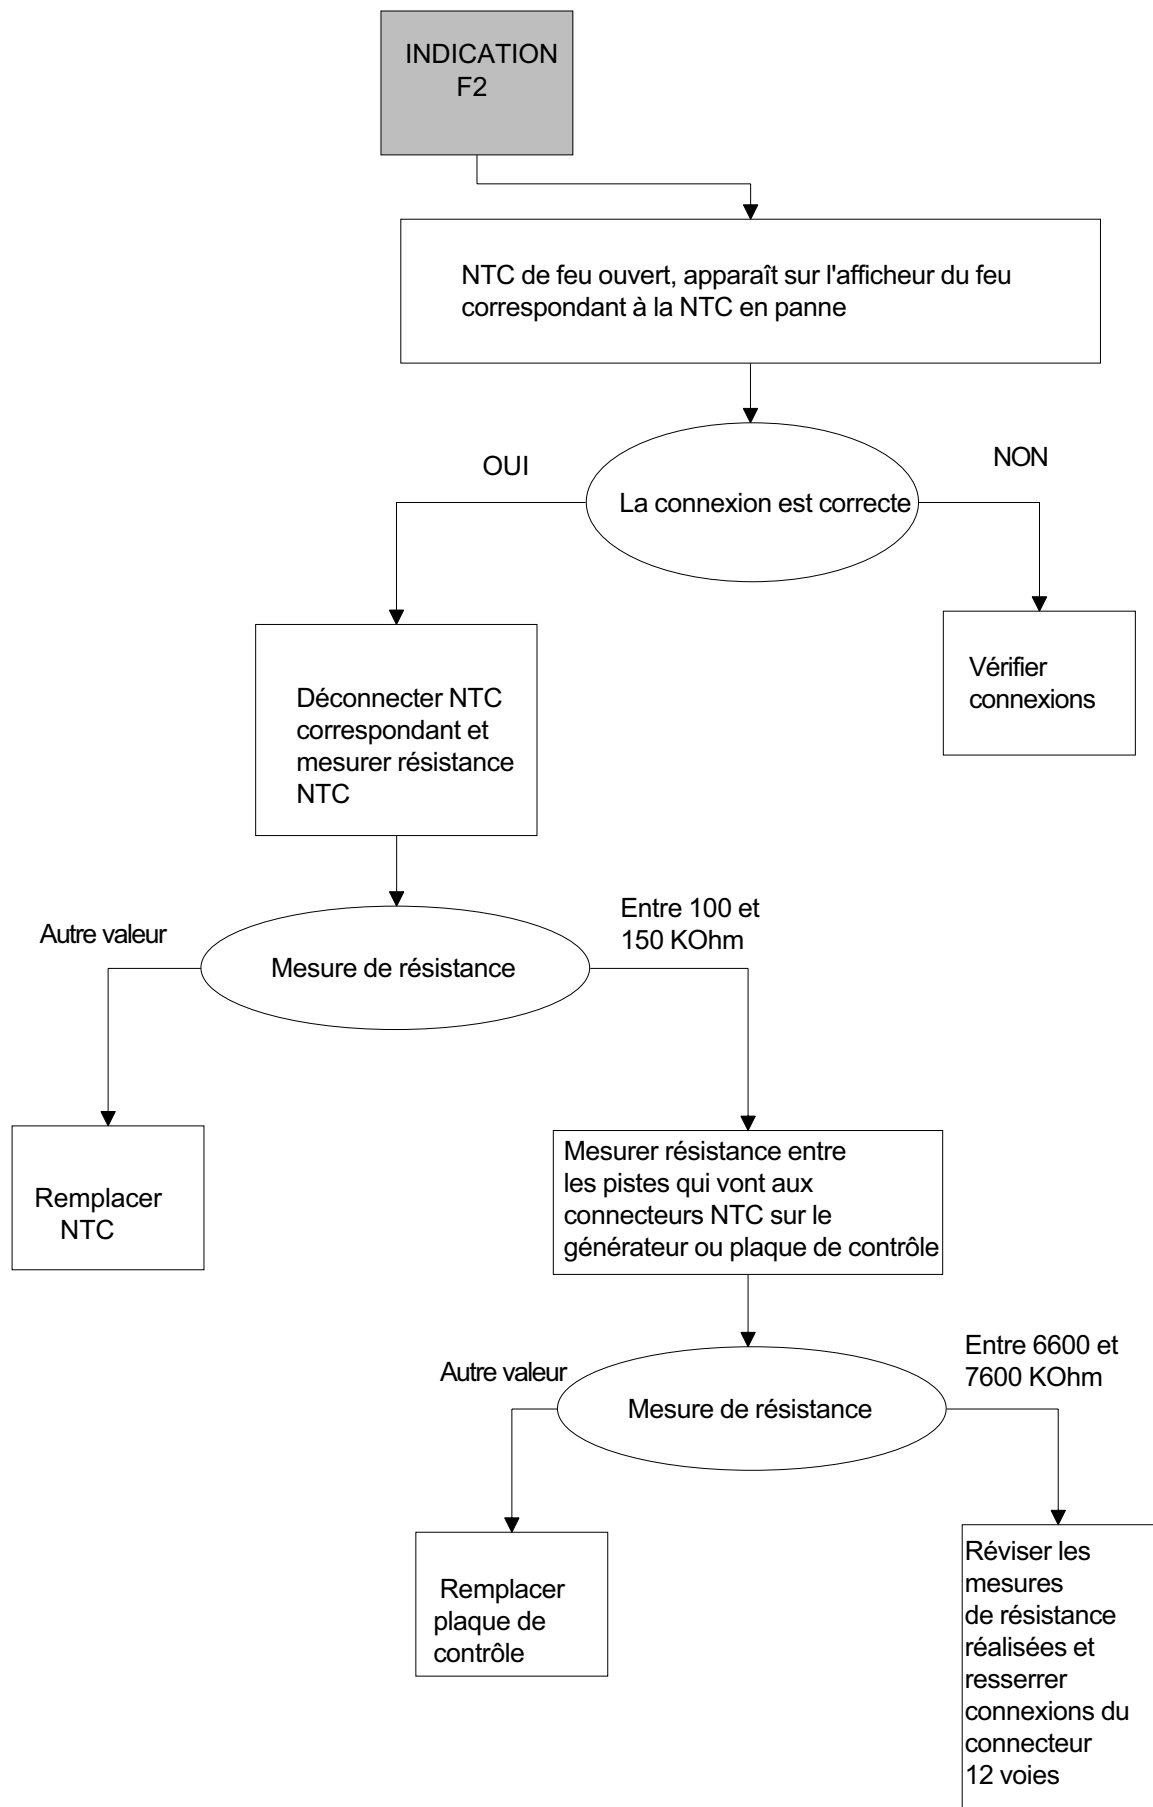 INDICATION
F2
NTC de feu ouvert, apparaît sur l'afficheur du feu
correspondant à la NTC en panne
OUI
NON
La connexion est correcte
Vérifier
connexions
Déconnecter NTC
correspondant et
mesurer résistance
NTC
Autre valeur
Entre 100 et
150 KOhm
Mesure de résistance
Remplacer
NTC
Mesurer résistance entre
les pistes qui vont aux
connecteurs NTC sur le
générateur ou plaque de contrôle
Autre valeur
Entre 6600 et
7600 KOhm
Mesure de résistance
Remplacer
plaque de
contrôle
Réviser les
mesures
de résistance
réalisées et
resserrer
connexions du
connecteur
12 voies